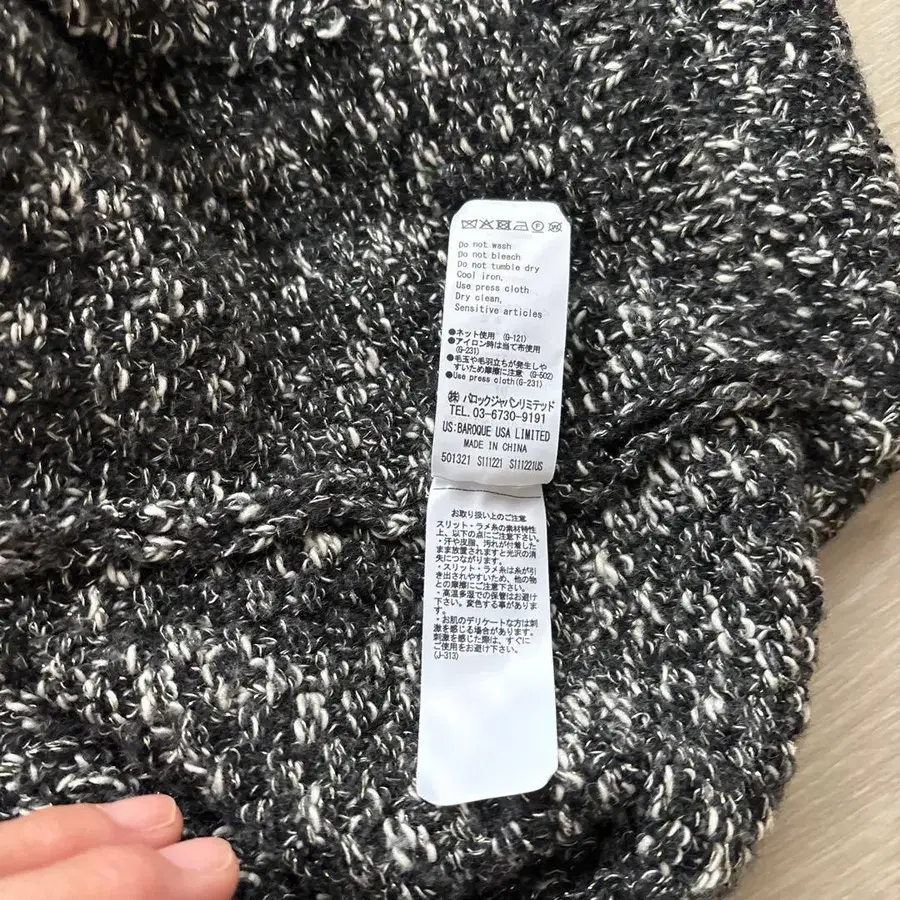 Do not wash
Do not bleach
Do not tumble dry
Cool iron.
Use press cloth
Dry clean,
Sensitive articles
●ネット使用 (G-121)
●アイロン時は当て布使用
(G-231)
●毛玉や毛羽立ちが発生しや
すいため摩擦に注意 (G-502)
●Use press cloth(G-231)
㈱ バロックジャパンリミテッド
TEL. 03-6730-9191
US:BAROQUE USA LIMITED
MADE IN CHINA
501321 S111221 S111221US
お取り扱い上のご注意
スリット・ラメ糸の素材特性
上、以下の点にご注意下さい。
・汗や皮脂、汚れが付着した
まま放置されますと光沢の消
失につながります。
・スリット・ラメ糸は糸が引
き出されやすいため、他の物
との摩擦にご注意下さい。
・高温多湿での保管はお避け
下さい。変色する事がありま
す。
・お肌のデリケートな方は刺
激を感じる場合があります。
刺激を感じた際は、すぐに
ご使用をお避け下さい。
(J-313)